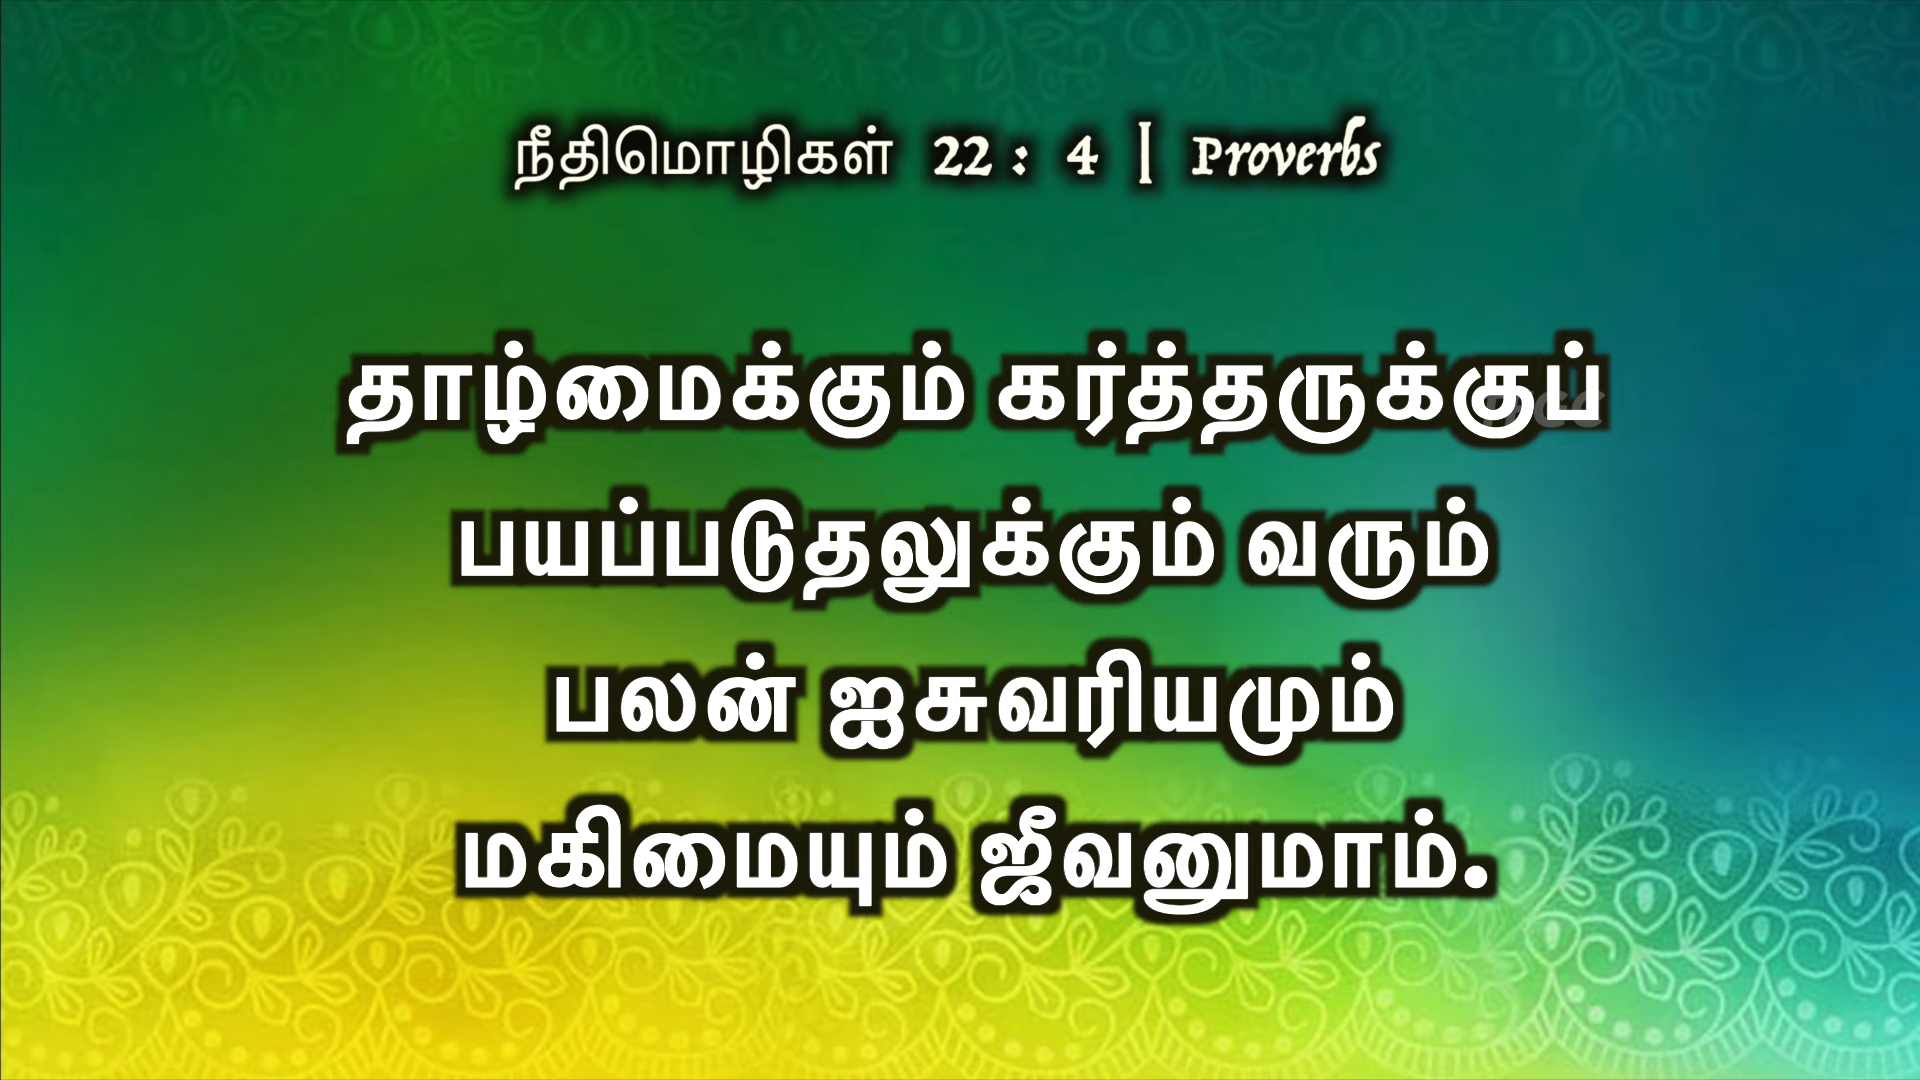 நீதிமொழிகள் 22 : 4 | Proverbs
தாழ்மைக்கும் கர்த்தருக்குப்
பயப்படுதலுக்கும் வரும்
பலன் ஐசுவரியமும்
மகிமையும் ஜீவனுமாம்.